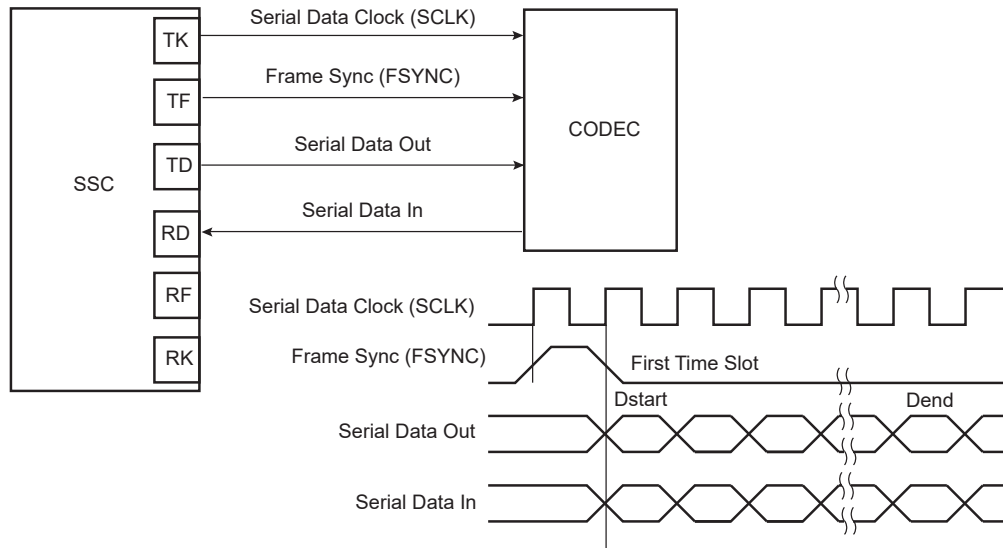 Serial Data Clock (SCLK)
TK
Frame Sync (FSYNC)
TF
CODEC
Serial Data Out
TD
SSC
Serial Data In
RD
RF
Serial Data Clock (SCLK)
RK
Frame Sync (FSYNC)
First Time Slot
Dstart
Dend
Serial Data Out
Serial Data In